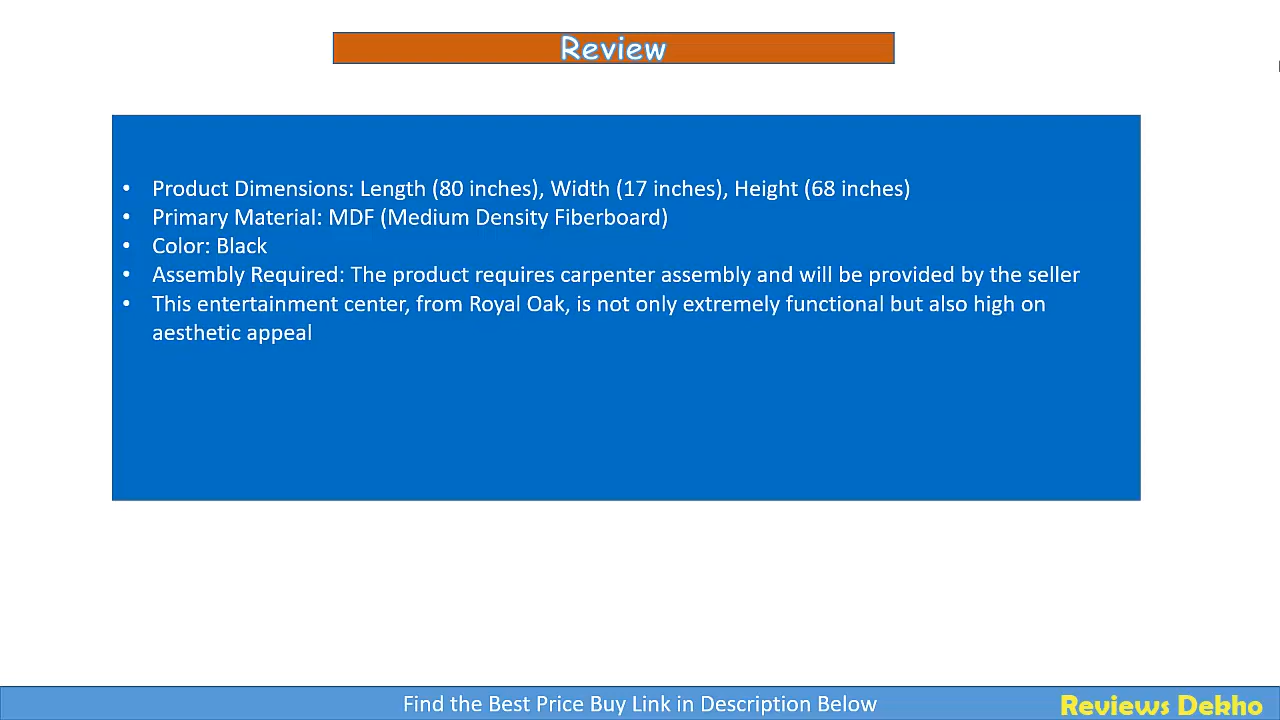 Review
• Product Dimensions: Length (80 inches), Width (17 inches), Height (68 inches)
• Primary Material: MDF (Medium Density Fiberboard)
• Color: Black
• Assembly Required: The product requires carpenter assembly and will be provided by the seller
• This entertainment center, from Royal Oak, is not only extremely functional but also high on
aesthetic appeal
Find the Best Price Buy Link in Description Below
Reviews Dekho